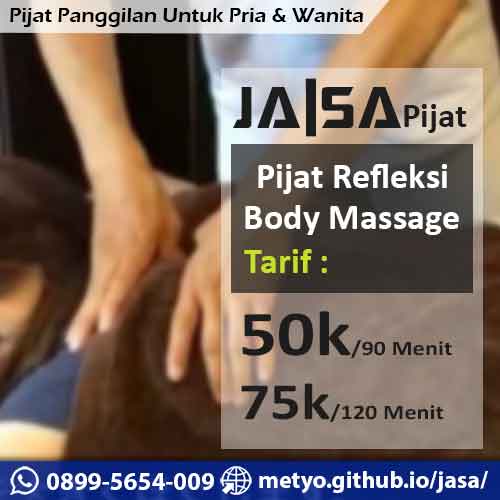 Pijat Panggilan Untuk Pria & Wanita
JA|SA Pijat
Pijat Refleksi
Body Massage
Tarif :
50k/90 Menit
75k/120 Menit
0899-5654-009 metyo.github.io/jasa/